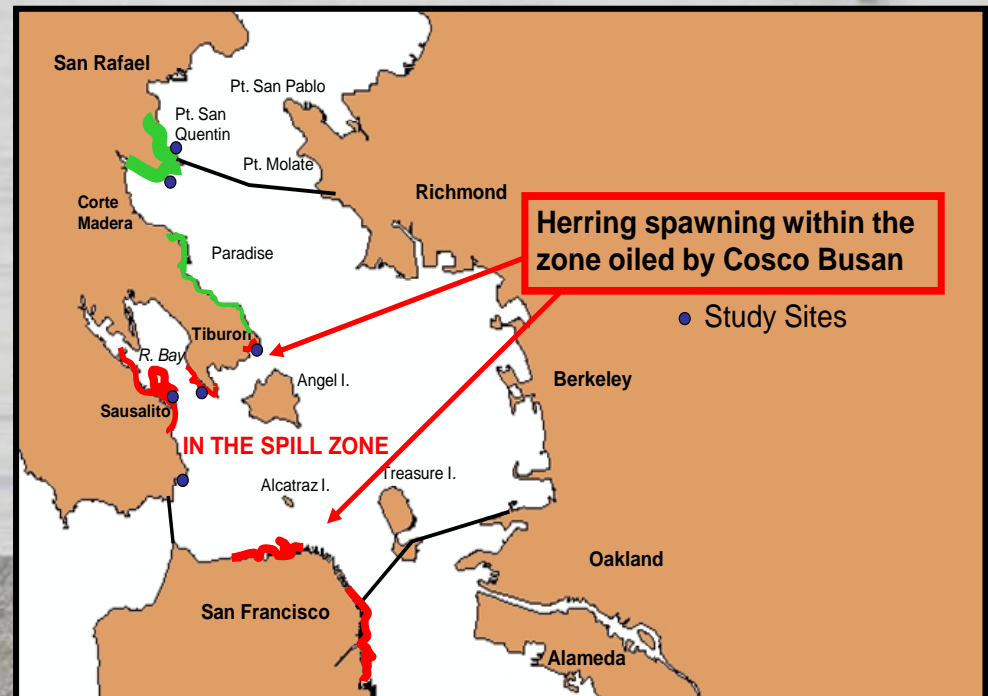 San Rafael
Pt. San Pablo
Pt. San
Quentin
Pt. Molate
Richmond
Corte
Madera
Herring spawning within the
zone oiled by Cosco Busan
Paradise
Study Sites
Tiburon
R. Bay
Angel I.
Berkeley
Sausalito
IN THE SPILL ZONE
Alcatraz I.
Treasure I.
Oakland
San Francisco
Alameda